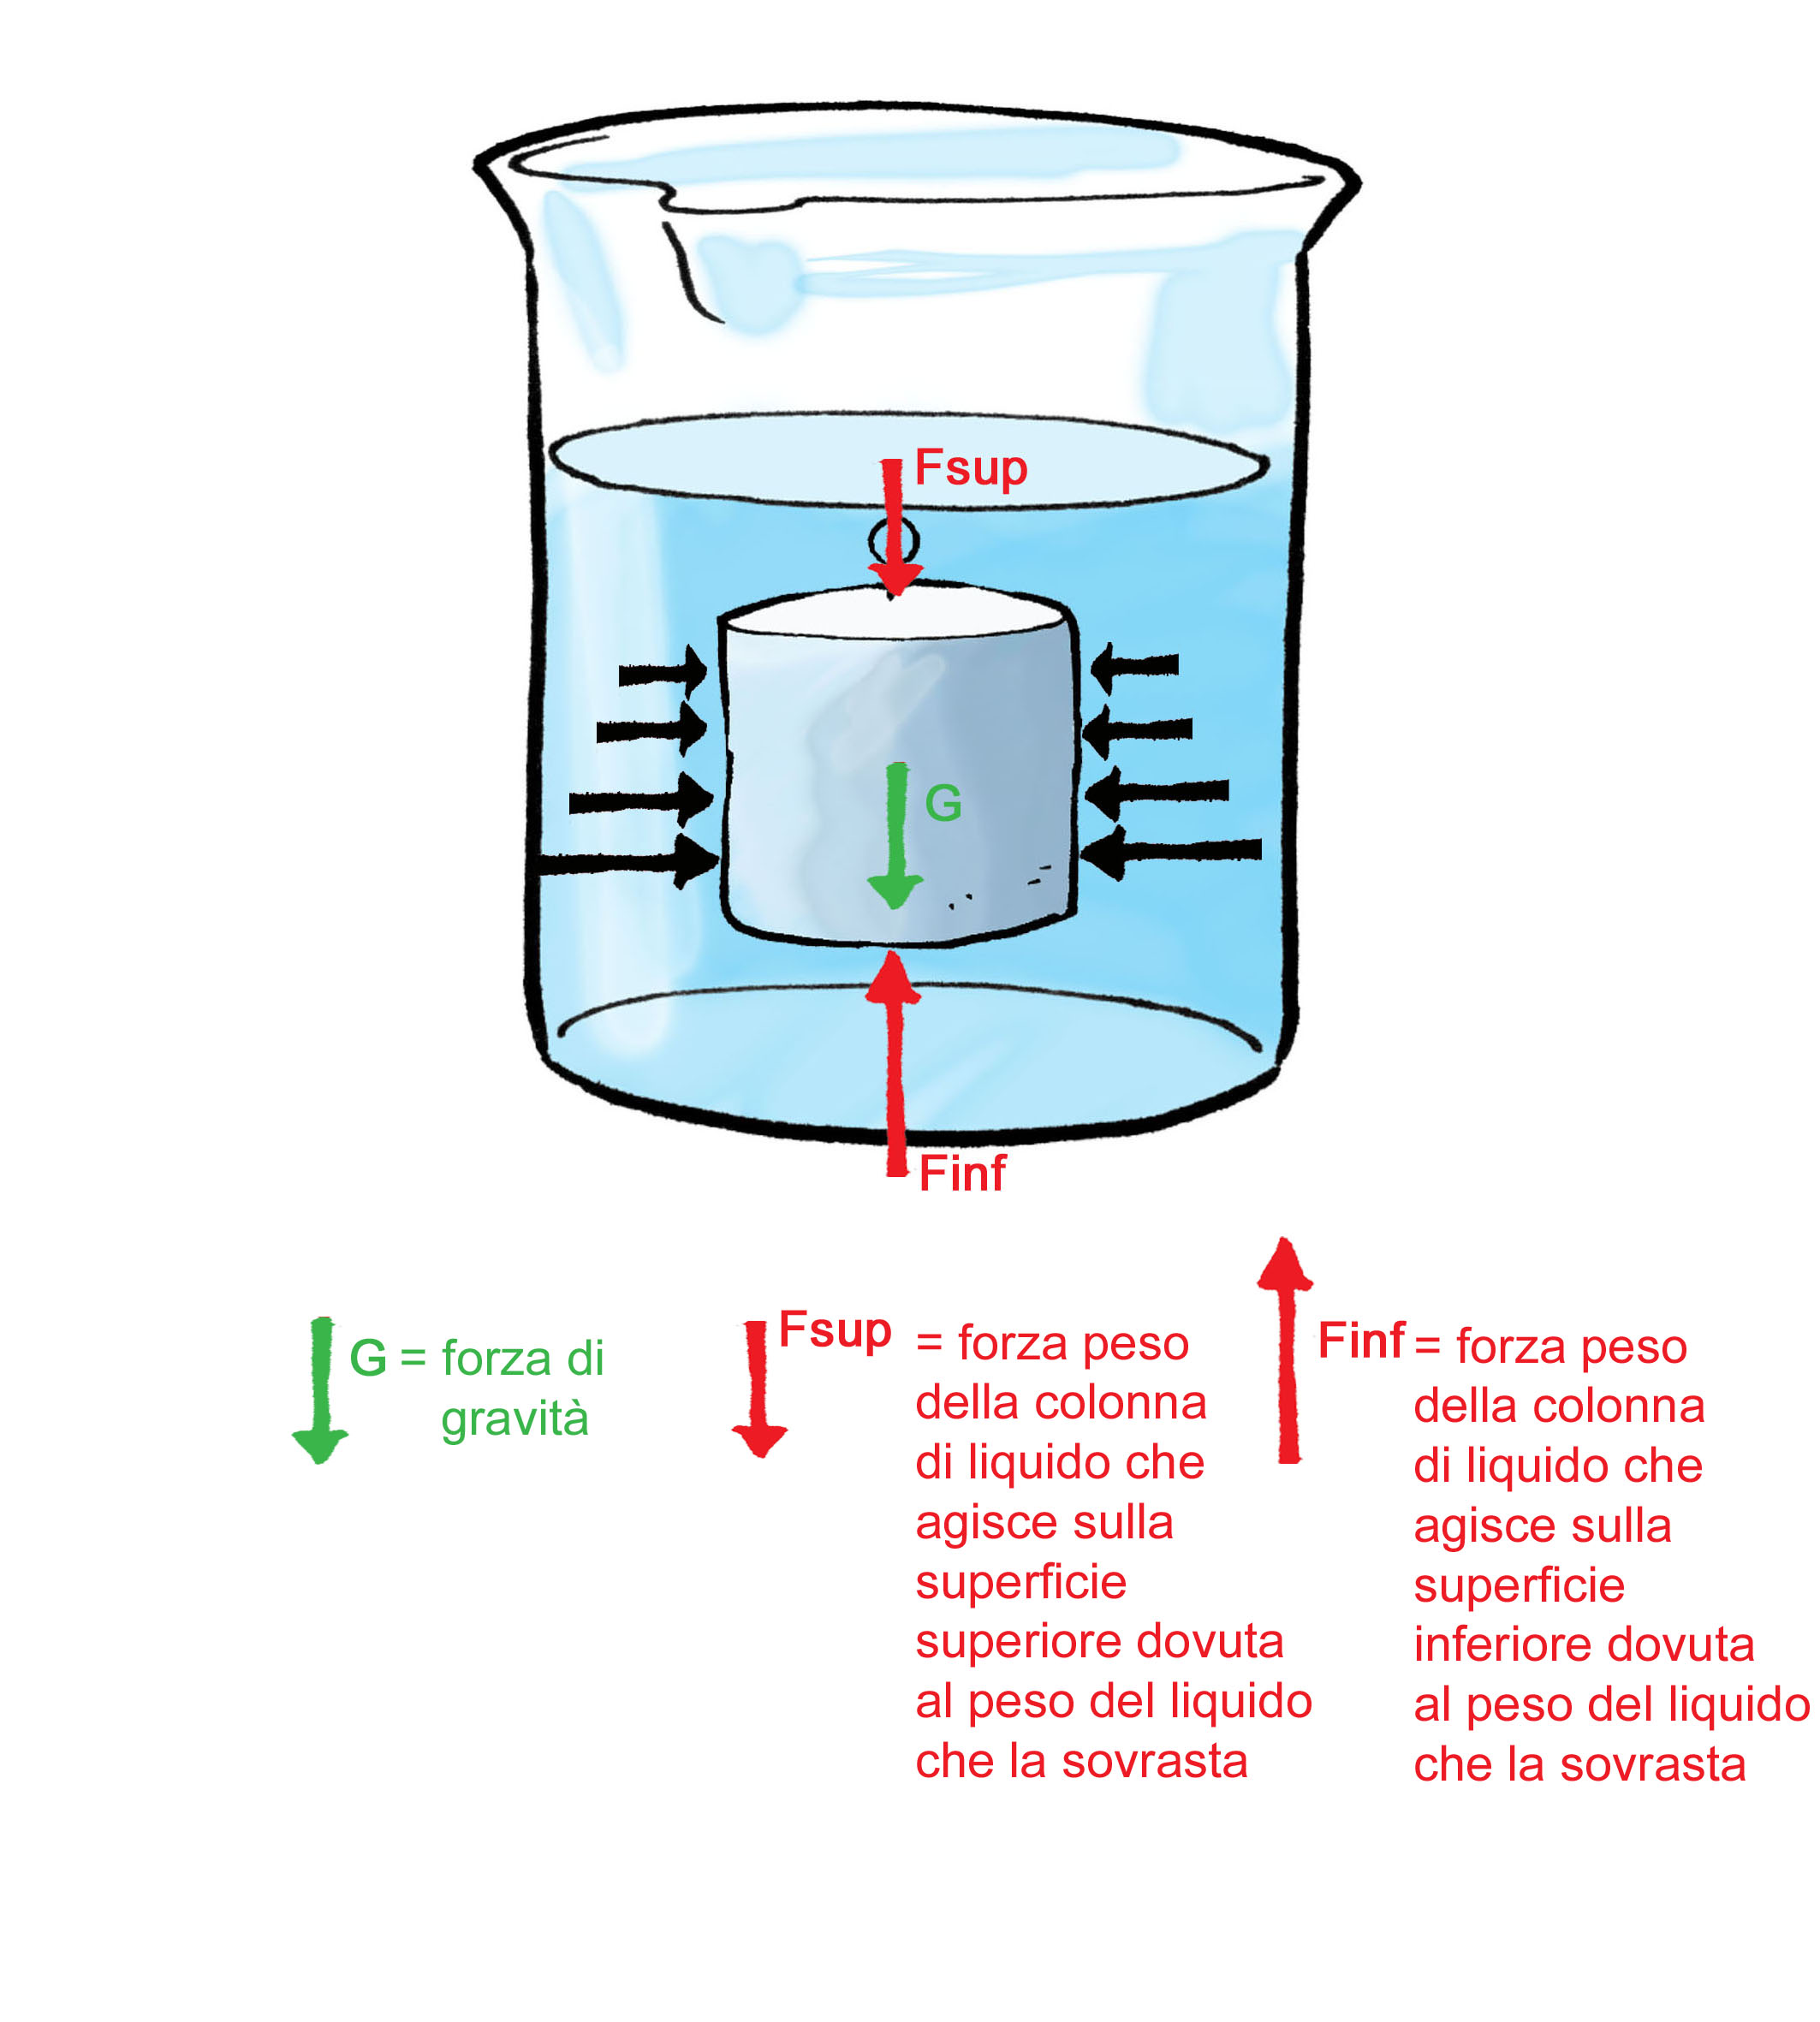 Fsup
G
Finf
G = forza di
gravità
Fsup = forza peso
della colonna
di liquido che
agisce sulla
superficie
superiore dovuta
al peso del liquido
che la sovrasta
Finf = forza peso
della colonna
di liquido che
agisce sulla
superficie
inferiore dovuta
al peso del liquido
che la sovrasta